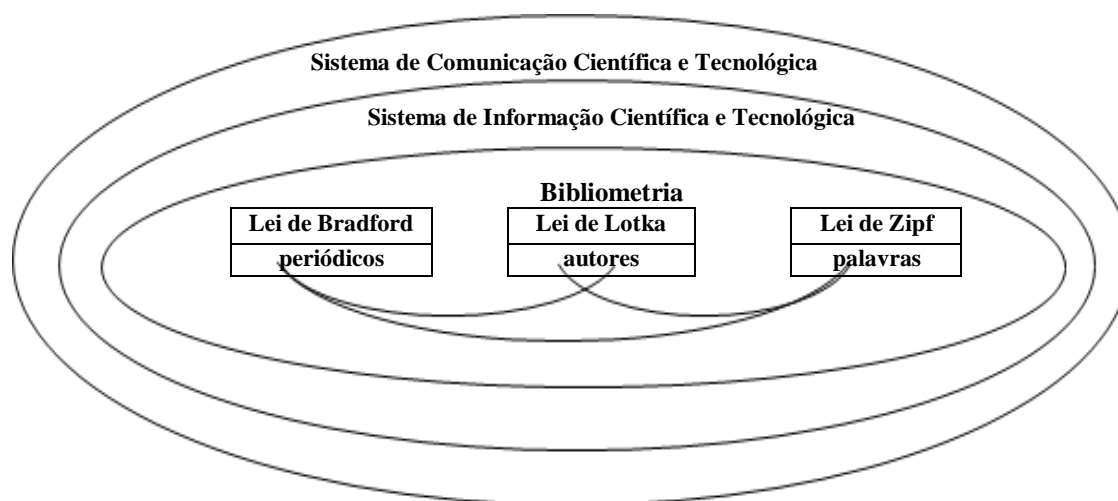 Sistema de Comunicação Científica e Tecnológica
Sistema de Informação Científica e Tecnológica
Bibliometria
Lei de Bradford
periódicos
Lei de Lotka
autores
Lei de Zipf
palavras